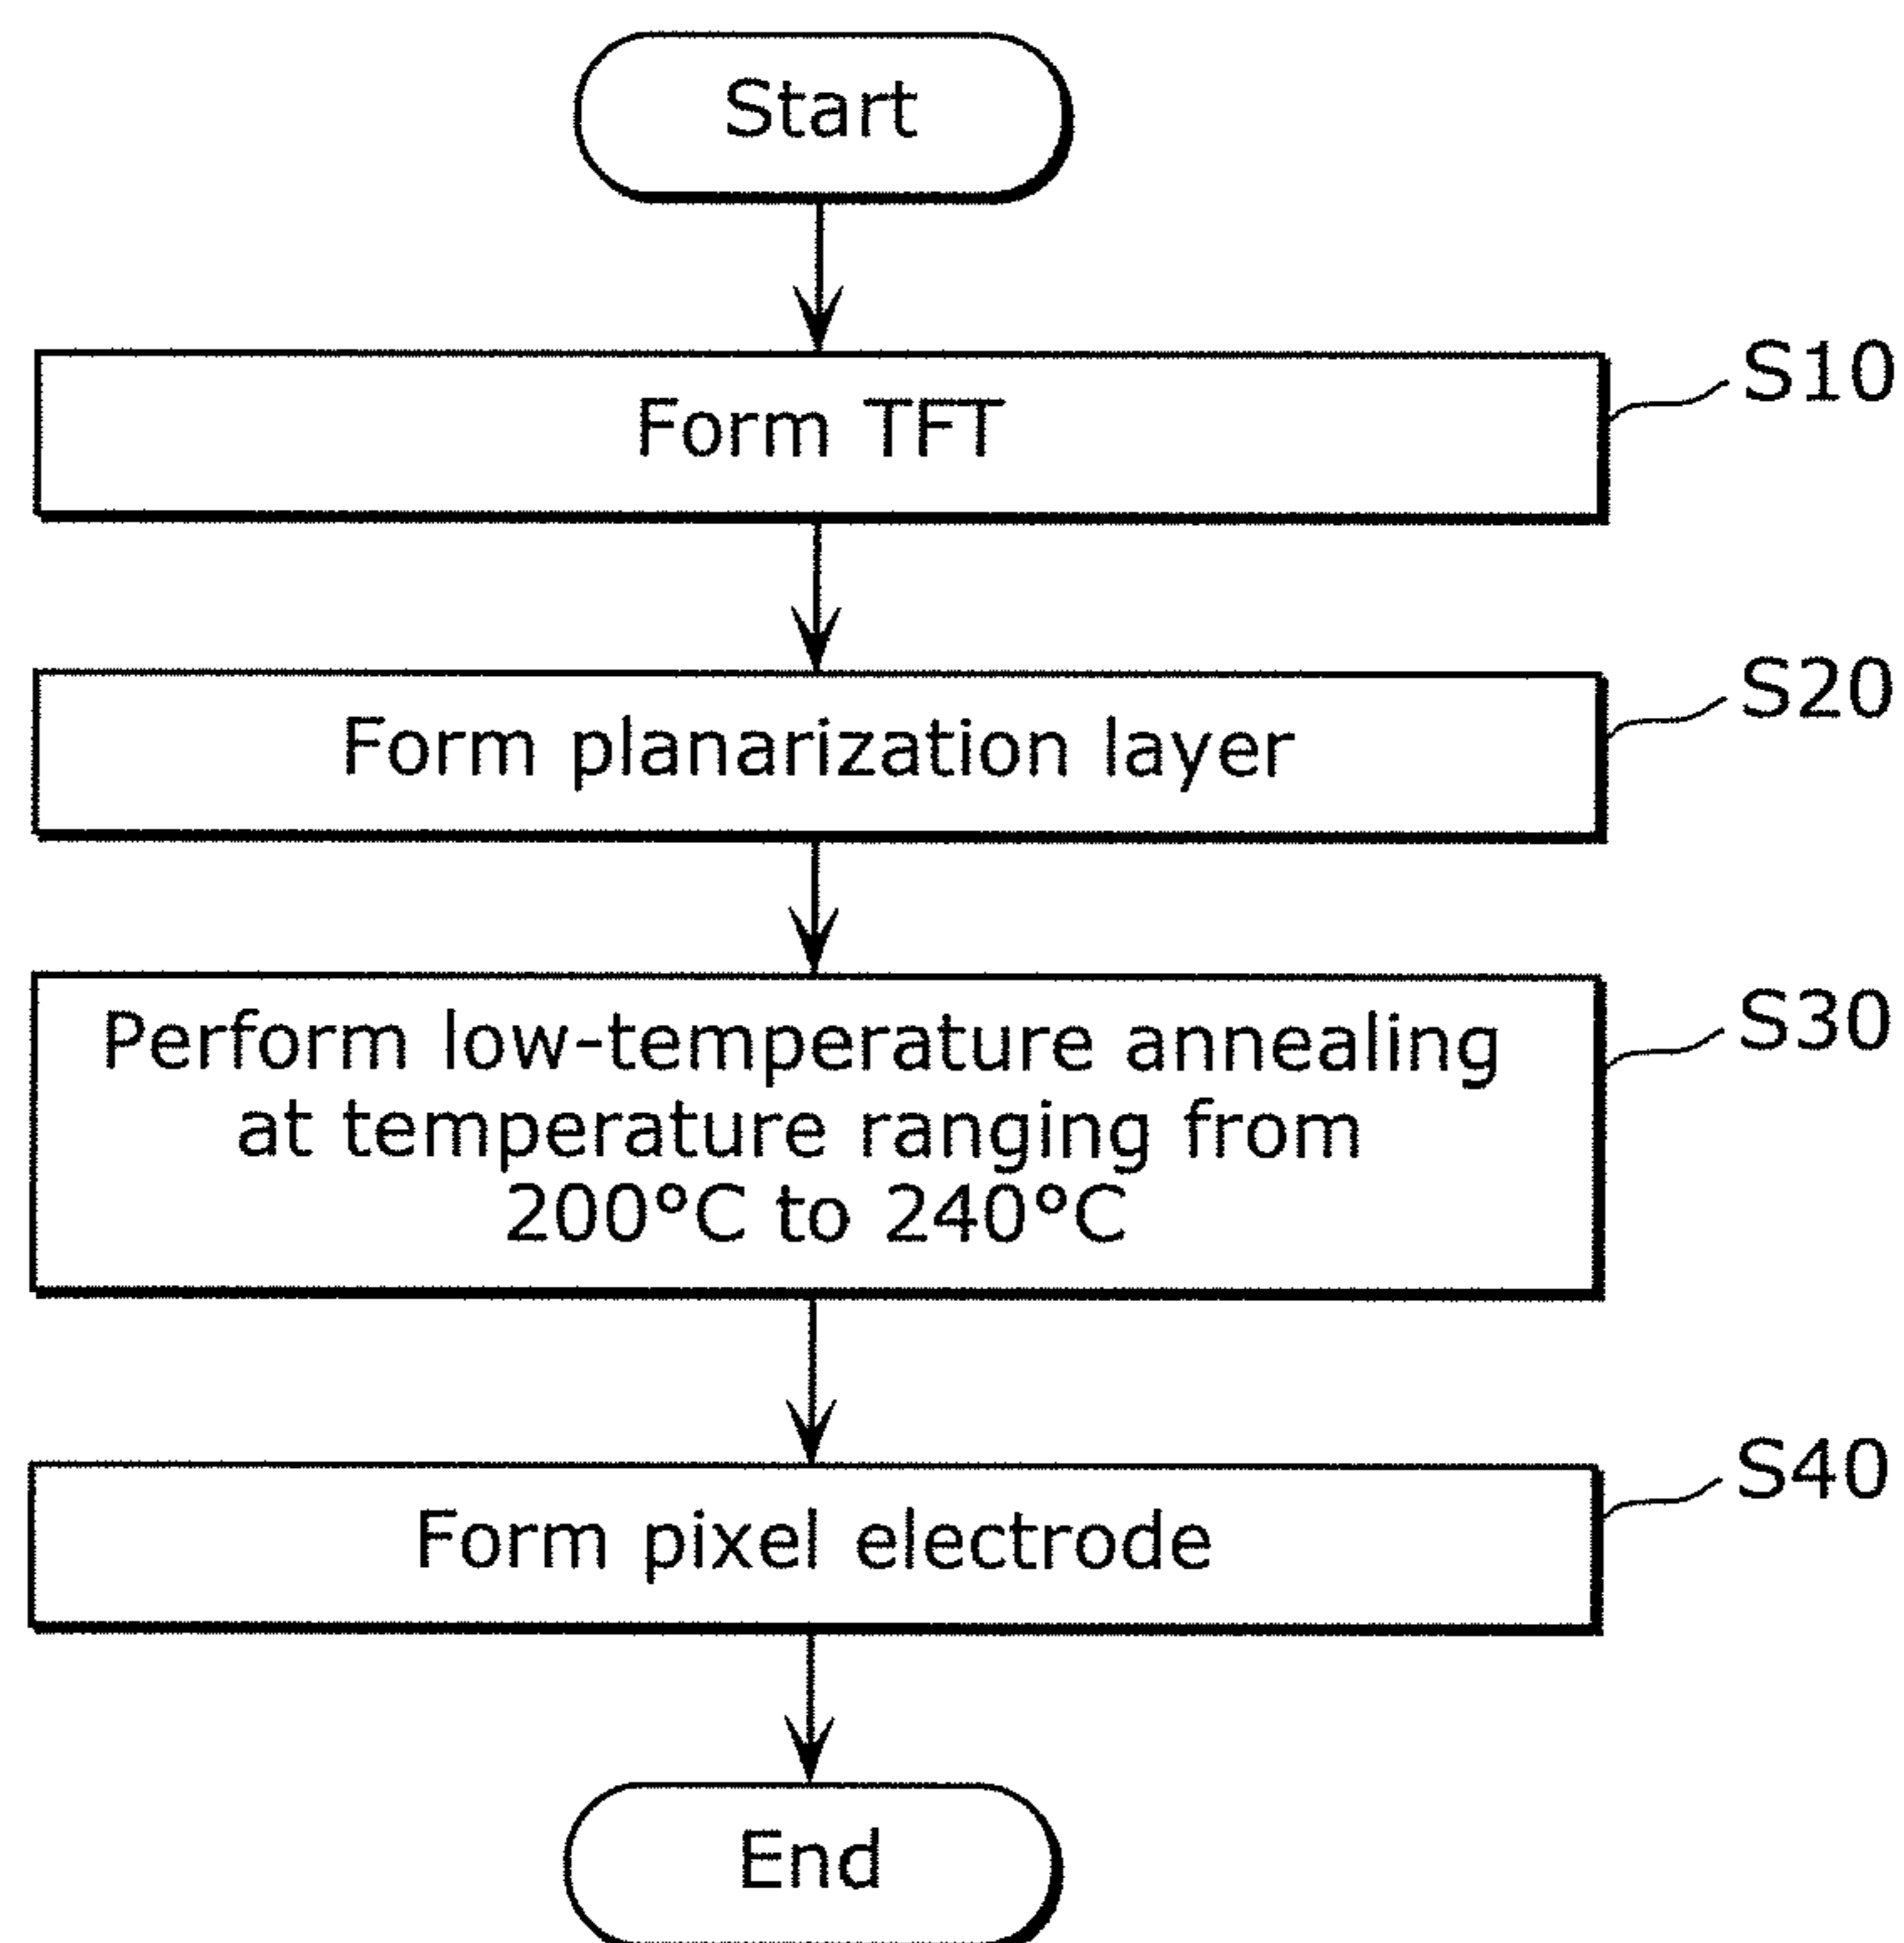 Start
Form TFT
S10
Form planarization layer
S20
Perform low-temperature annealing
at temperature ranging from
200°C to 240°C
S30
Form pixel electrode
S40
End